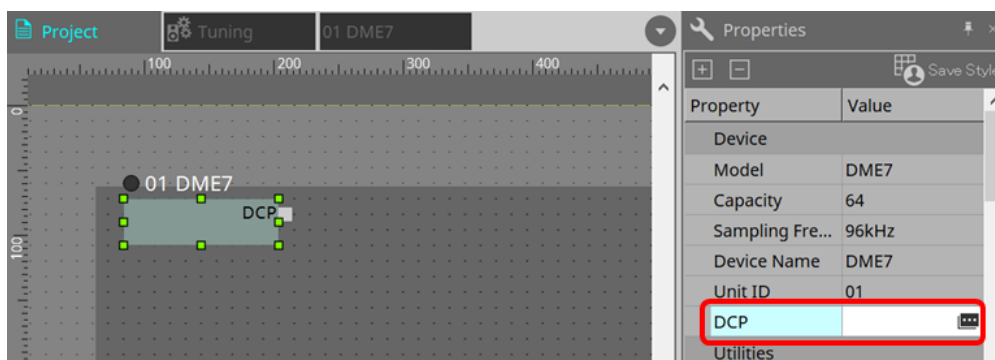 Project
Tuning
01 DME7
Properties
100 200 300 400
Save Style
Property Value
0
Device
Model DME7
01 DME7
Capacity 64
DCP
Sampling Fre... 96kHz
100
Device Name DME7
Unit ID 01
DCP
Utilities